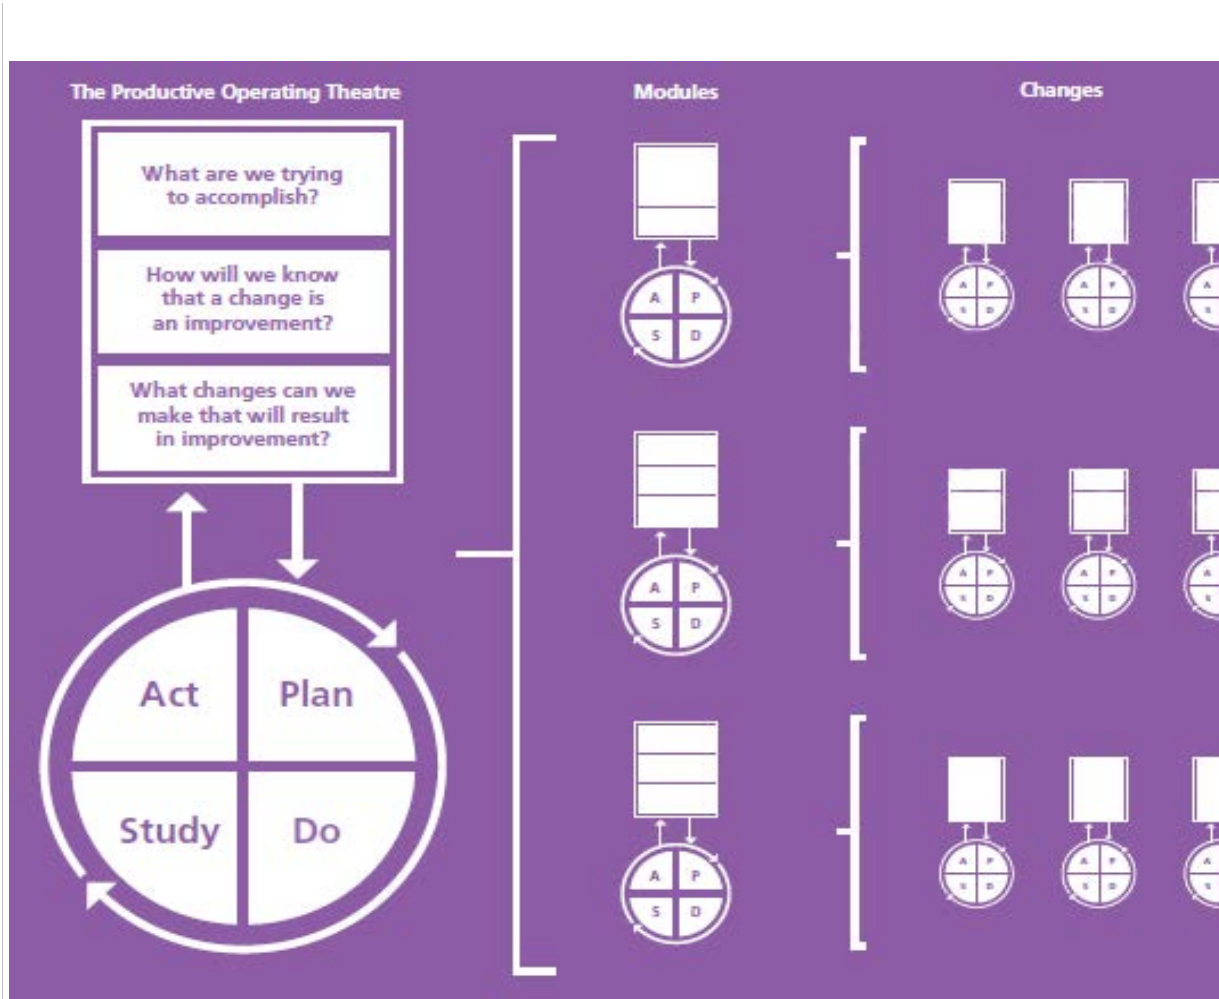 The Productive Operating Theatre
Modules
Changes
What are we trying
to accomplish?
How will we know
that a change is
an improvement?
What changes can we
make that will result
in improvement?
Act
Plan
Study
Do
A P
S D
A P
S D
A P
S D
A P
S D
A P
S D
A
S
A P
S D
A P
S D
A
S
A P
S D
A P
S D
A
S